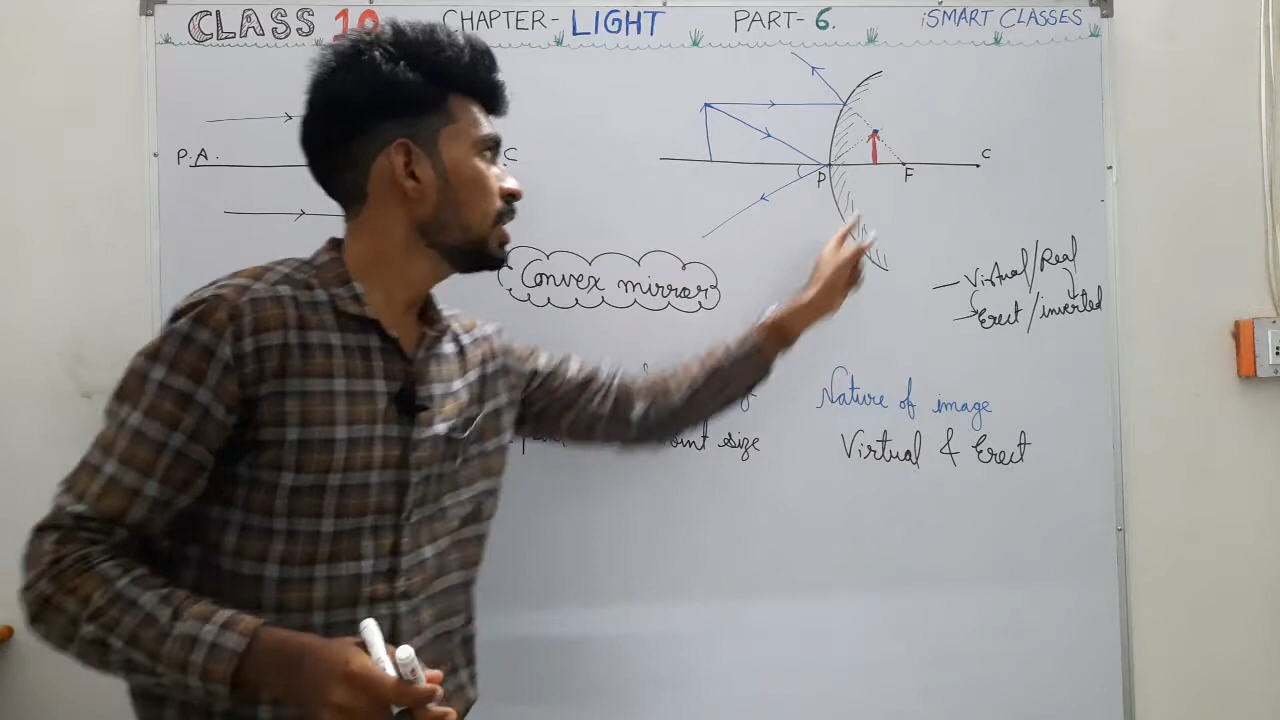 CLASS 10 CHAPTER- LIGHT PART- 6. iSMART CLASSES
P.A.
C
P
F
C
Convex mirror
— Virtual/Real
→ Erect/inverted
Nature of image
size
Virtual & Erect